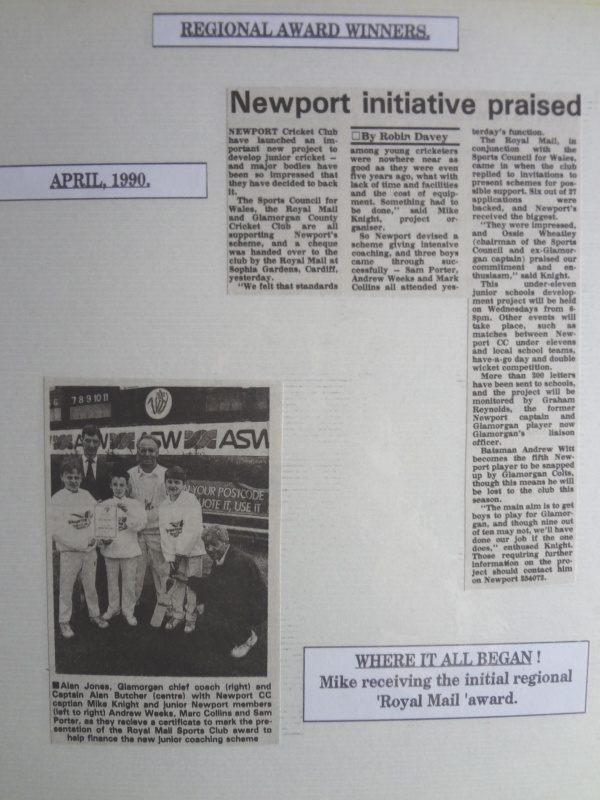 REGIONAL AWARD WINNERS.
APRIL, 1990.
Newport initiative praised
NEWPORT Cricket Club
have launched an im-
portant new project to
develop junior cricket —
and major bodies have
been so impressed that
they have decided to back
it.
The Sports Council for
Wales, the Royal Mail
and Glamorgan County
Cricket Club are all
supporting Newport's
scheme, and a cheque
was handed over to the
club by the Royal Mail at
Sophia Gardens, Cardiff,
yesterday.
"We felt that standards
□By Robin Davey
among young cricketers
were nowhere near as
good as they were even
five years ago, what with
lack of time and facilities
and the cost of equip-
ment. Something had to
be done," said Mike
Knight, project or-
ganiser.
So Newport devised a
scheme giving intensive
coaching, and three boys
came through suc-
cessfully — Sam Porter,
Andrew Weeks and Mark
Collins all attended yes-
terday's function.
The Royal Mail, in
conjunction with the
Sports Council for Wales,
came in when the club
replied to invitations to
present schemes for pos-
sible support. Six out of 27
applications were
backed, and Newport's
received the biggest.
"They were impressed,
and Ossie Wheatley
(chairman of the Sports
Council and ex-Glamor-
gan captain) praised our
commitment and en-
thusiasm," said Knight.
This under-eleven
junior schools develop-
ment project will be held
on Wednesdays from 6-
8pm. Other events will
take place, such as
matches between New-
port CC under elevens
and local school teams,
have-a-go day and double
wicket competition.
More than 200 letters
have been sent to schools,
and the project will be
monitored by Graham
Reynolds, the former
Newport captain and
Glamorgan player now
Glamorgan's liaison
officer.
Batsman Andrew Witt
becomes the fifth New-
port player to be snapped
up by Glamorgan Colts,
though this means he will
be lost to the club this
season.
"The main aim is to get
boys to play for Glamor-
gan, and though nine out
of ten may not, we'll have
done our job if the one
does," enthused Knight.
Those requiring further
information on the pro-
ject should contact him
on Newport 254072.
7 8 9 10 11
ASW ASW ASW
YOUR POSTCODE
QUOTE IT, USE IT
■Alan Jones, Glamorgan chief coach (right) and
Captain Alan Butcher (centre) with Newport CC
captian Mike Knight and junior Newport members
(left to right) Andrew Weeks, Marc Collins and Sam
Porter, as they recieve a certificate to mark the pre-
sentation of the Royal Mail Sports Club award to
help finance the new junior coaching scheme
WHERE IT ALL BEGAN !
Mike receiving the initial regional
'Royal Mail 'award.